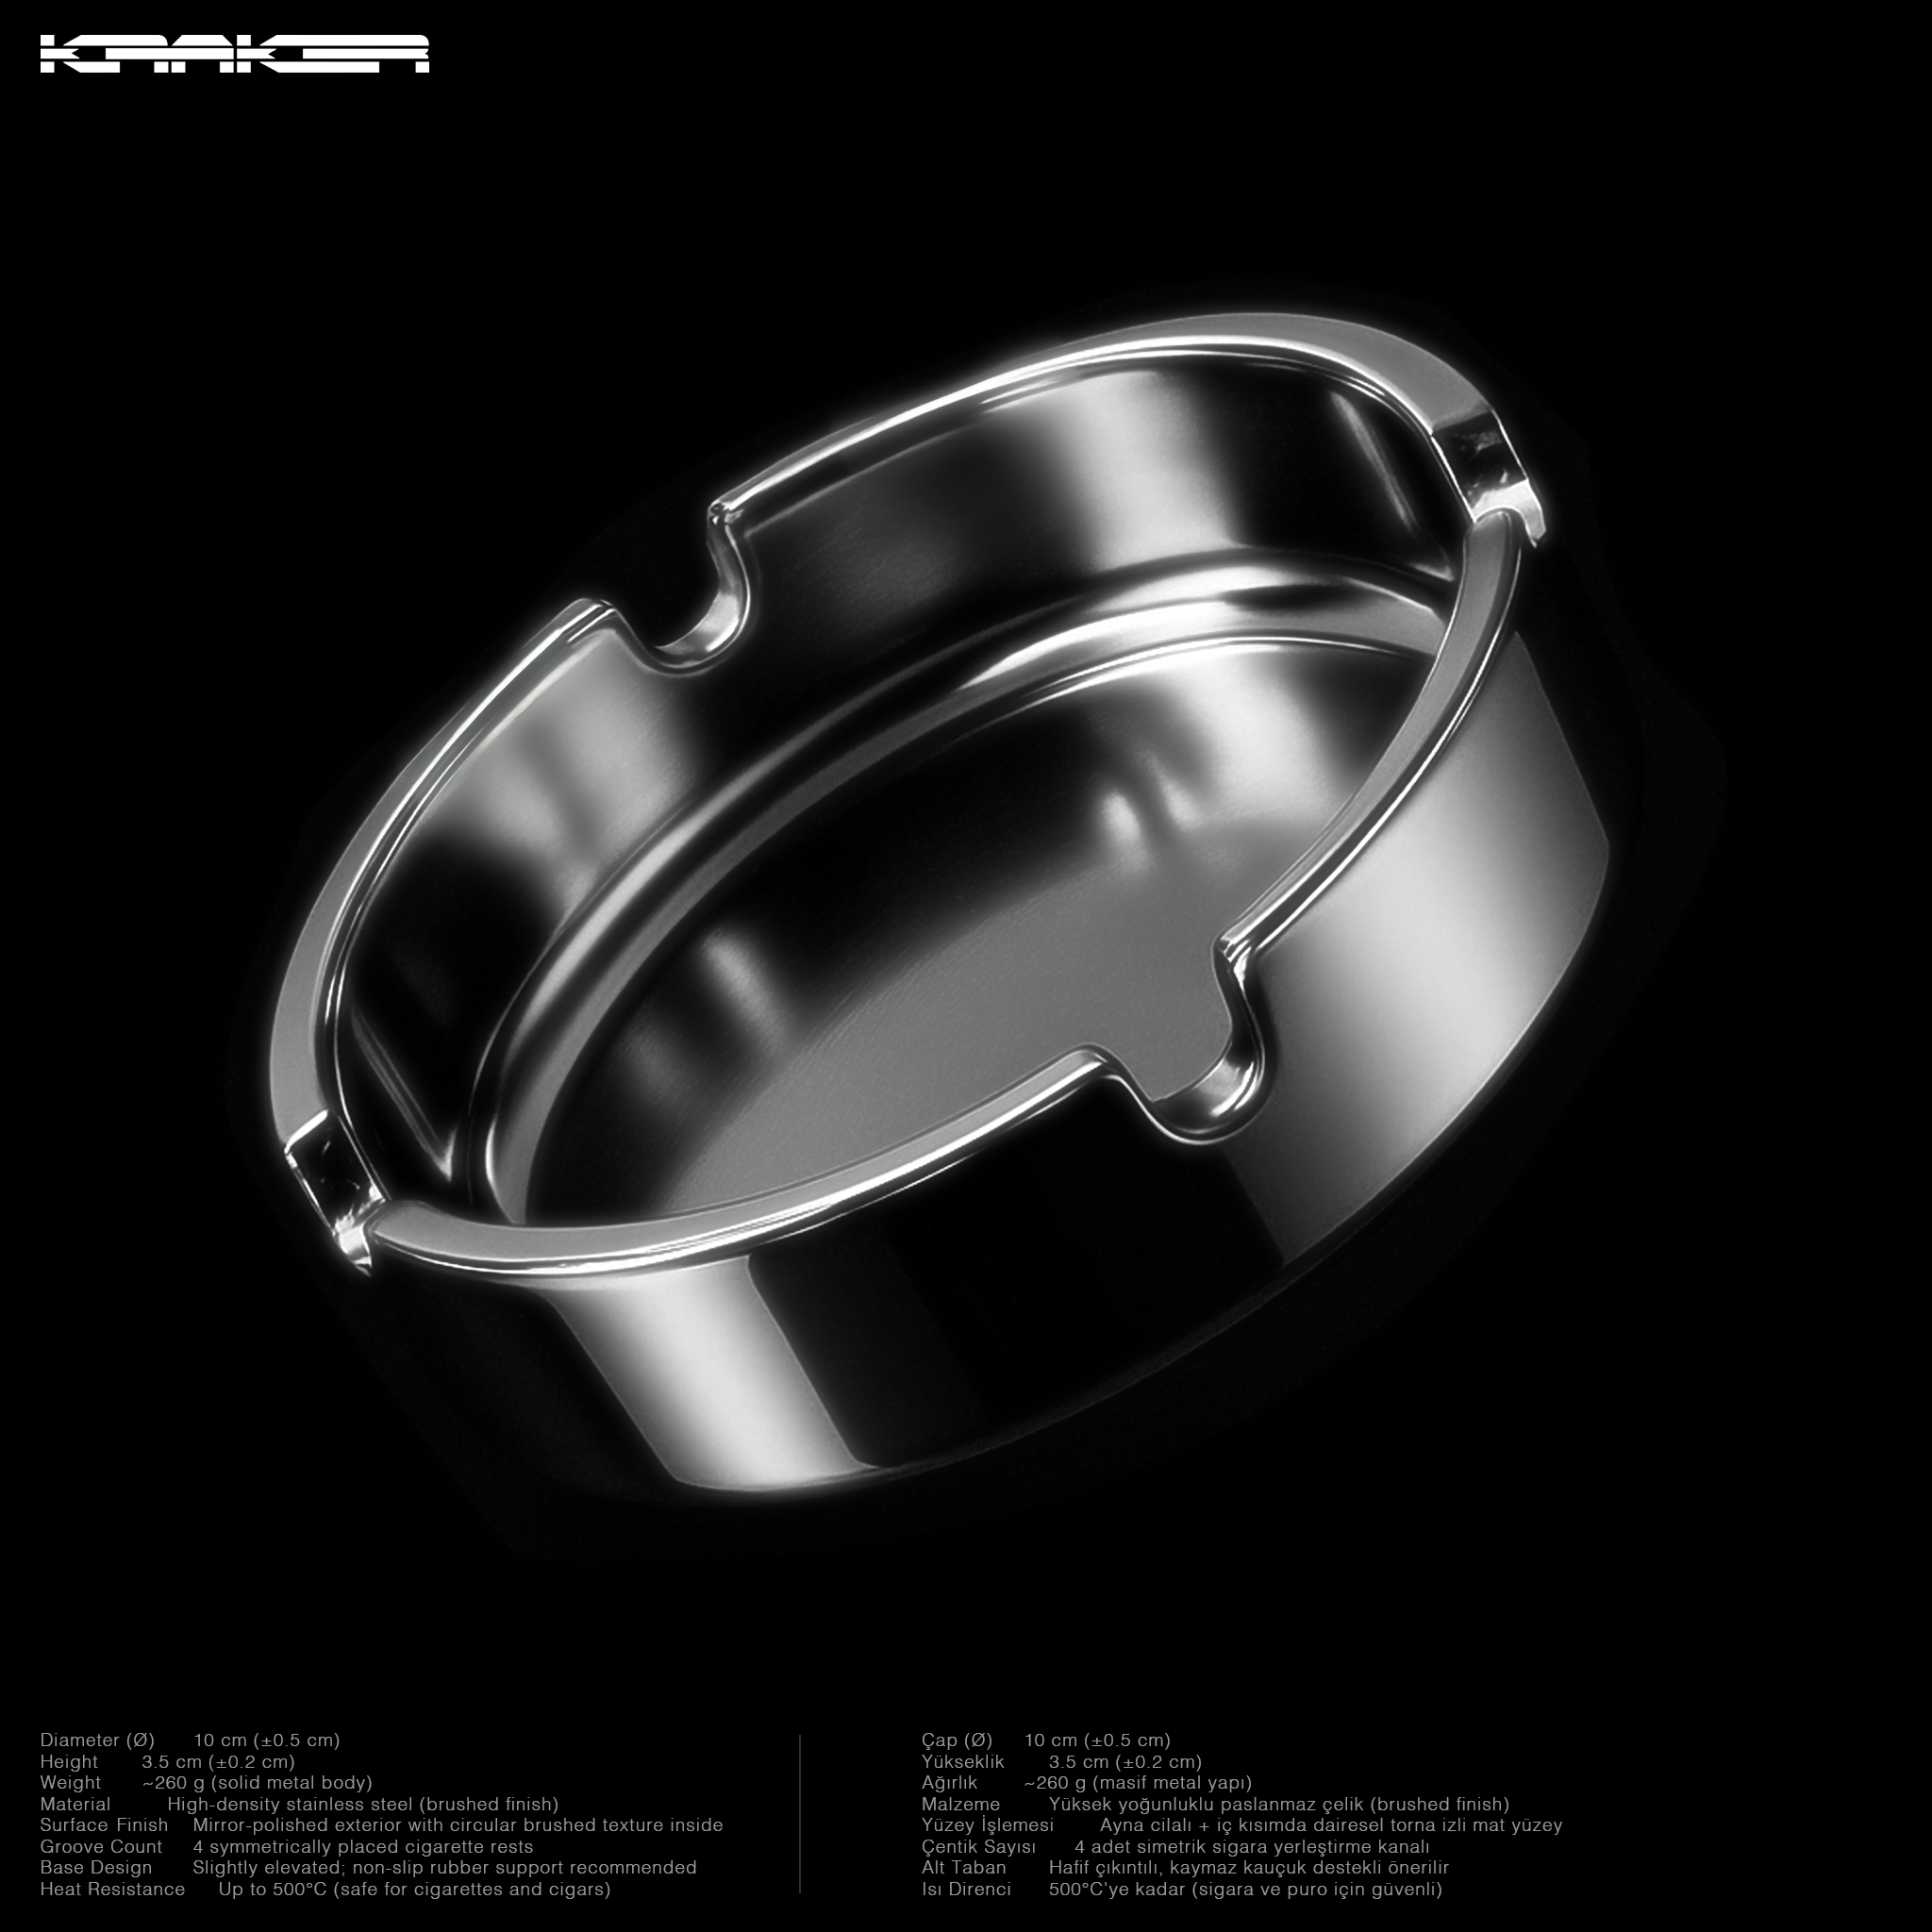 KRAKER
Diameter (Ø) 10 cm (±0.5 cm)
Height 3.5 cm (±0.2 cm)
Weight ~260 g (solid metal body)
Material High-density stainless steel (brushed finish)
Surface Finish Mirror-polished exterior with circular brushed texture inside
Groove Count 4 symmetrically placed cigarette rests
Base Design Slightly elevated; non-slip rubber support recommended
Heat Resistance Up to 500°C (safe for cigarettes and cigars)
Çap (Ø) 10 cm (±0.5 cm)
Yükseklik 3.5 cm (±0.2 cm)
Ağırlık ~260 g (masif metal yapı)
Malzeme Yüksek yoğunluklu paslanmaz çelik (brushed finish)
Yüzey İşlemesi Ayna cilalı + iç kısımda dairesel torna izli mat yüzey
Çentik Sayısı 4 adet simetrik sigara yerleştirme kanalı
Alt Taban Hafif çıkıntılı, kaymaz kauçuk destekli önerilir
Isı Direnci 500°C'ye kadar (sigara ve puro için güvenli)